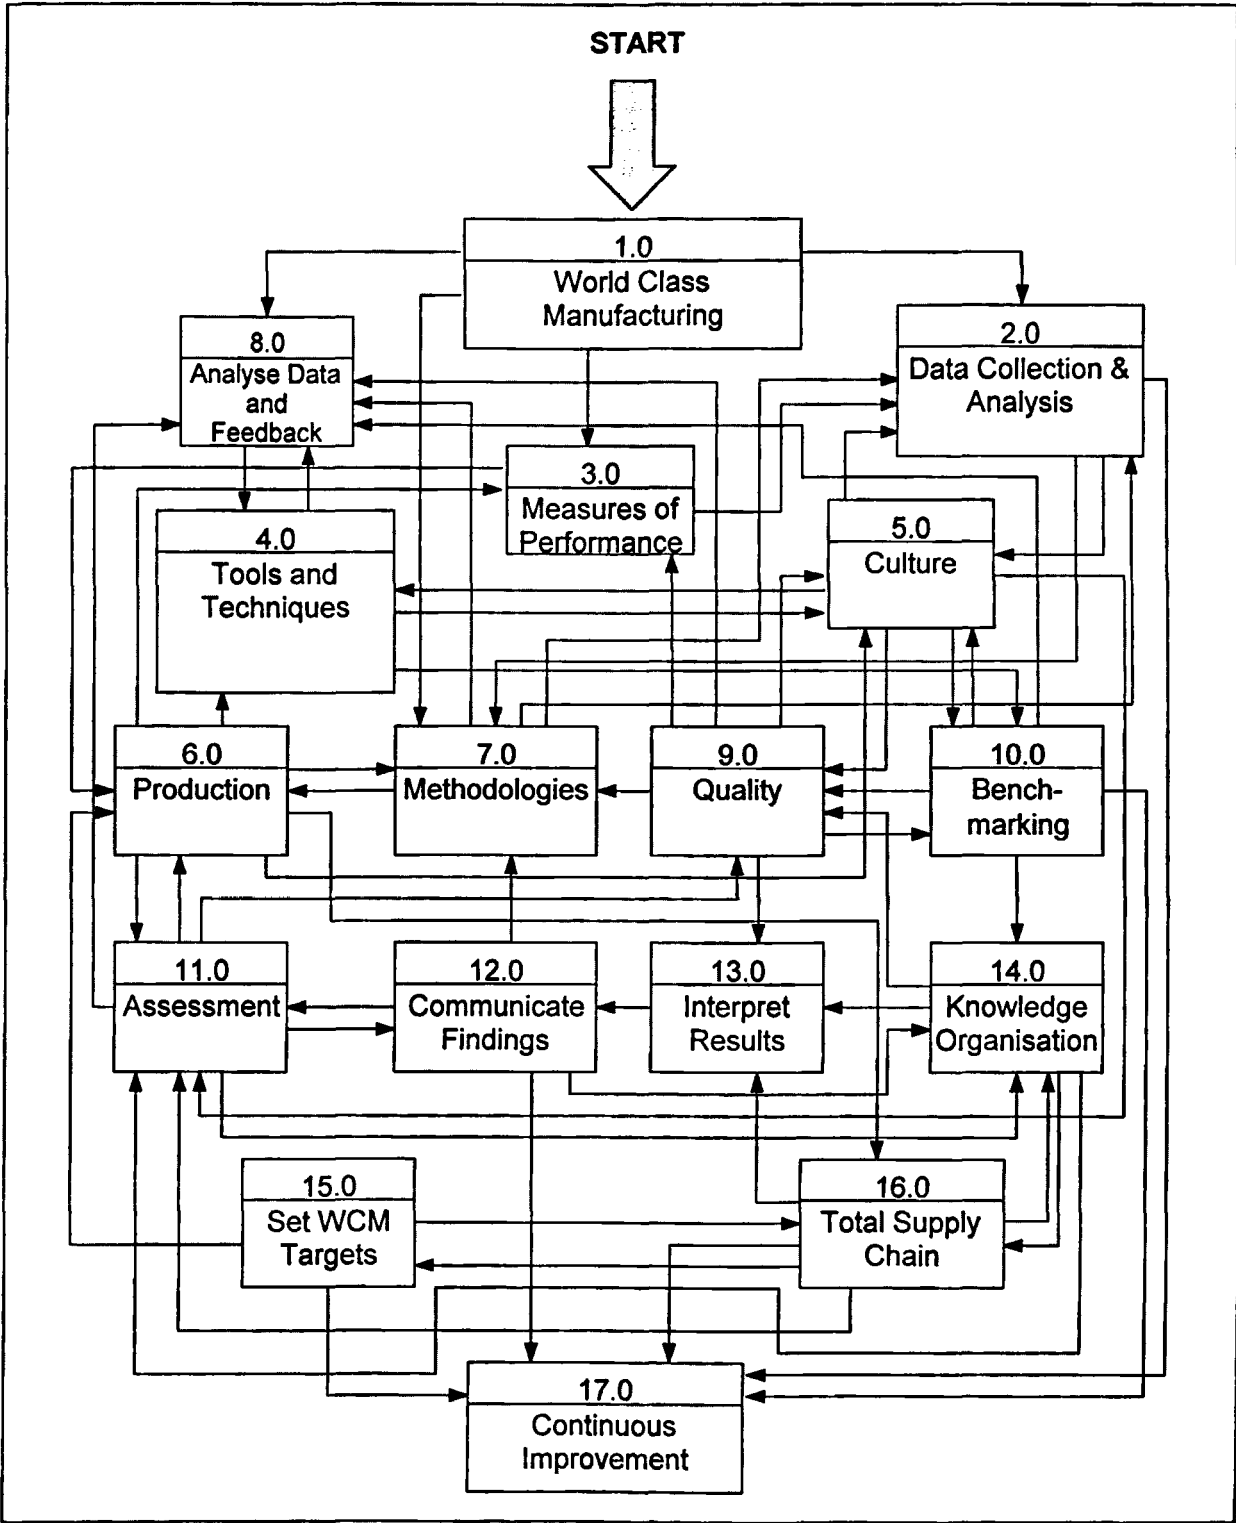 START
1.0
World Class
Manufacturing
8.0
Analyse Data
and
Feedback
2.0
Data Collection &
Analysis
3.0
Measures of
Performance
4.0
Tools and
Techniques
5.0
Culture
6.0
Production
7.0
Methodologies
9.0
Quality
10.0
Bench-
marking
11.0
Assessment
12.0
Communicate
Findings
13.0
Interpret
Results
14.0
Knowledge
Organisation
15.0
Set WCM
Targets
16.0
Total Supply
Chain
17.0
Continuous
Improvement